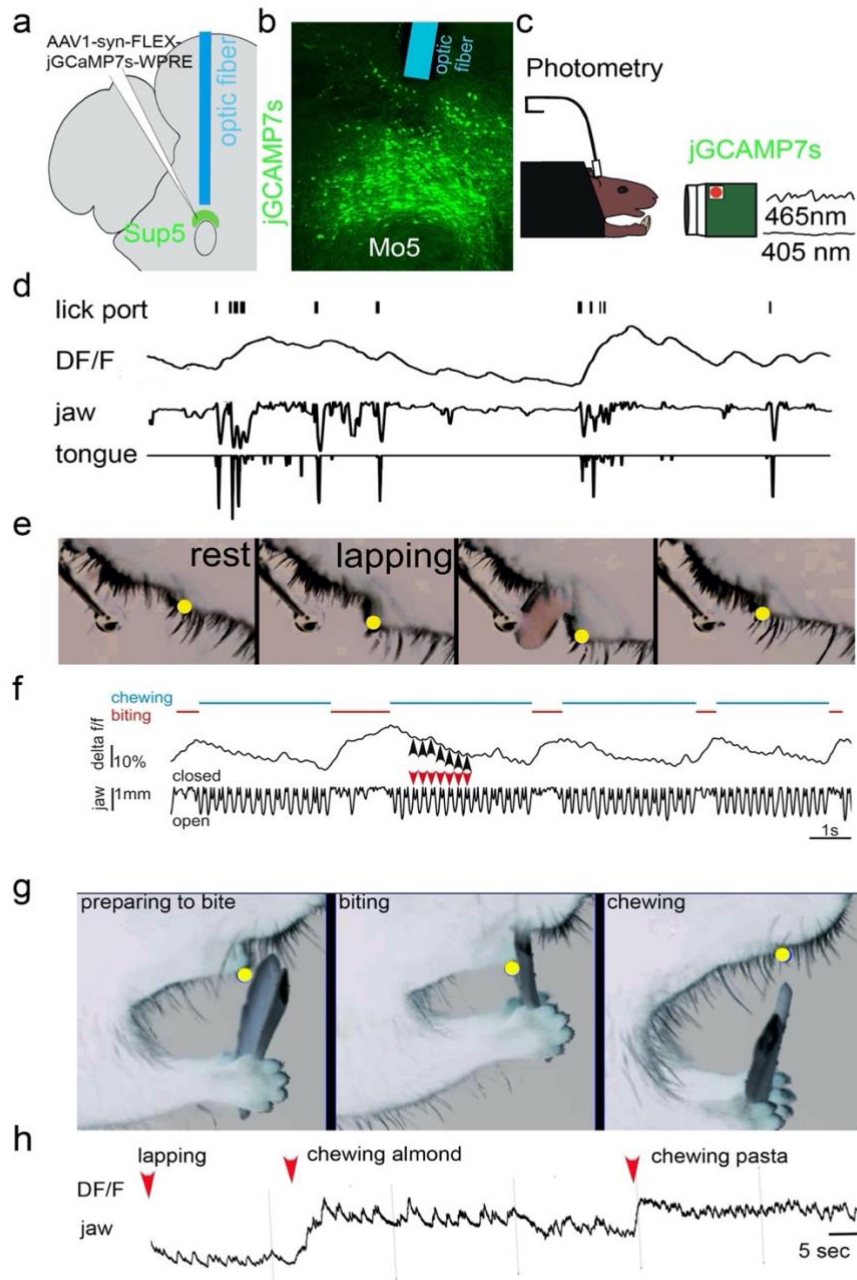 a
AAV1-syn-FLEX-
jGCaMP7s-WPRE
optic fiber
Sup5
b
jGCAMP7s
optic
fiber
Mo5
c
Photometry
jGCAMP7s
465nm
405 nm
d
lick port
DF/F
jaw
tongue
e
rest
lapping
f
chewing
biting
delta f/f
10%
closed
jaw
1mm
open
1s
g
preparing to bite
biting
chewing
h
lapping
chewing almond
chewing pasta
DF/F
jaw
5 sec